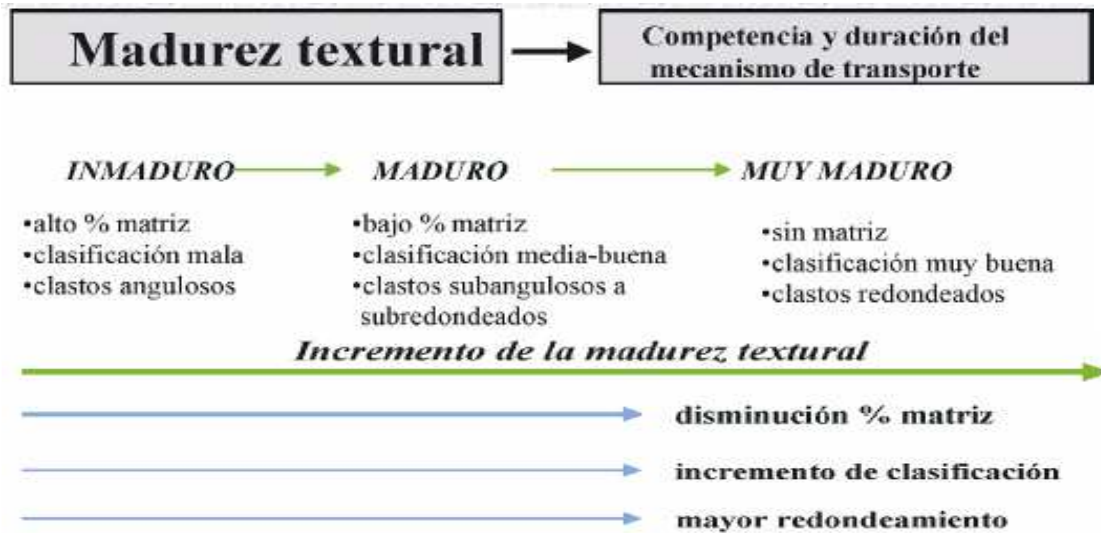 Madurez textural
Competencia y duración del
mecanismo de transporte
INMADURO
MADURO
MUY MADURO
•alto % matriz
•clasificación mala
•clastos angulosos
•bajo % matriz
•clasificación media-buena
•clastos subangulosos a
subredondeados
•sin matriz
•clasificación muy buena
•clastos redondeados
Incremento de la madurez textural
disminución % matriz
incremento de clasificación
mayor redondeamiento